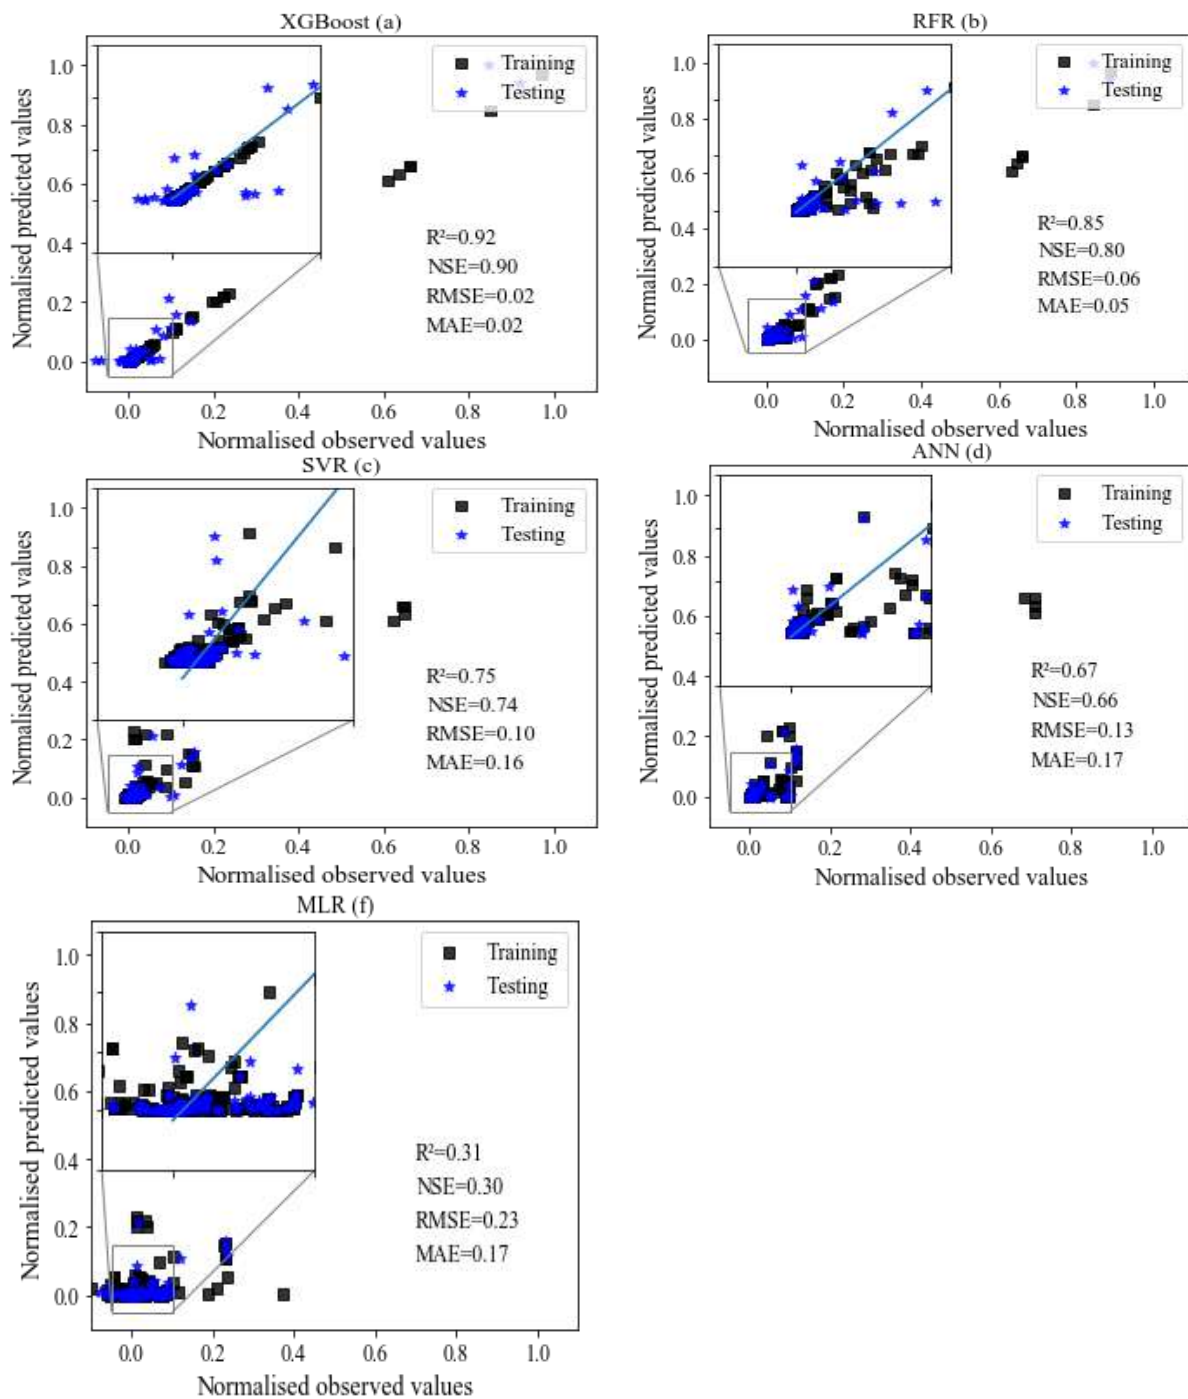 XGBoost (a)
Normalised predicted values
1.0
0.8
0.6
0.4
0.2
0.0
Training
Testing
R²=0.92
NSE=0.90
RMSE=0.02
MAE=0.02
0.0 0.2 0.4 0.6 0.8 1.0
Normalised observed values
RFR (b)
Normalised predicted values
1.0
0.8
0.6
0.4
0.2
0.0
Training
Testing
R²=0.85
NSE=0.80
RMSE=0.06
MAE=0.05
0.0 0.2 0.4 0.6 0.8 1.0
Normalised observed values
SVR (c)
Normalised predicted values
1.0
0.8
0.6
0.4
0.2
0.0
Training
Testing
R²=0.75
NSE=0.74
RMSE=0.10
MAE=0.16
0.0 0.2 0.4 0.6 0.8 1.0
Normalised observed values
ANN (d)
Normalised predicted values
1.0
0.8
0.6
0.4
0.2
0.0
Training
Testing
R²=0.67
NSE=0.66
RMSE=0.13
MAE=0.17
0.0 0.2 0.4 0.6 0.8 1.0
Normalised observed values
MLR (f)
Normalised predicted values
1.0
0.8
0.6
0.4
0.2
0.0
Training
Testing
R²=0.31
NSE=0.30
RMSE=0.23
MAE=0.17
0.0 0.2 0.4 0.6 0.8 1.0
Normalised observed values